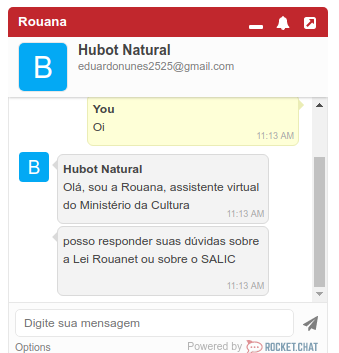 Rouana
B
Hubot Natural
eduardonunes2525@gmail.com
You
Oi
11:13 AM
B
Hubot Natural
Olá, sou a Rouana, assistente virtual
do Ministério da Cultura
11:13 AM
posso responder suas dúvidas sobre
a Lei Rouanet ou sobre o SALIC
11:13 AM
Digite sua mensagem
Options
Powered by ROCKET.CHAT